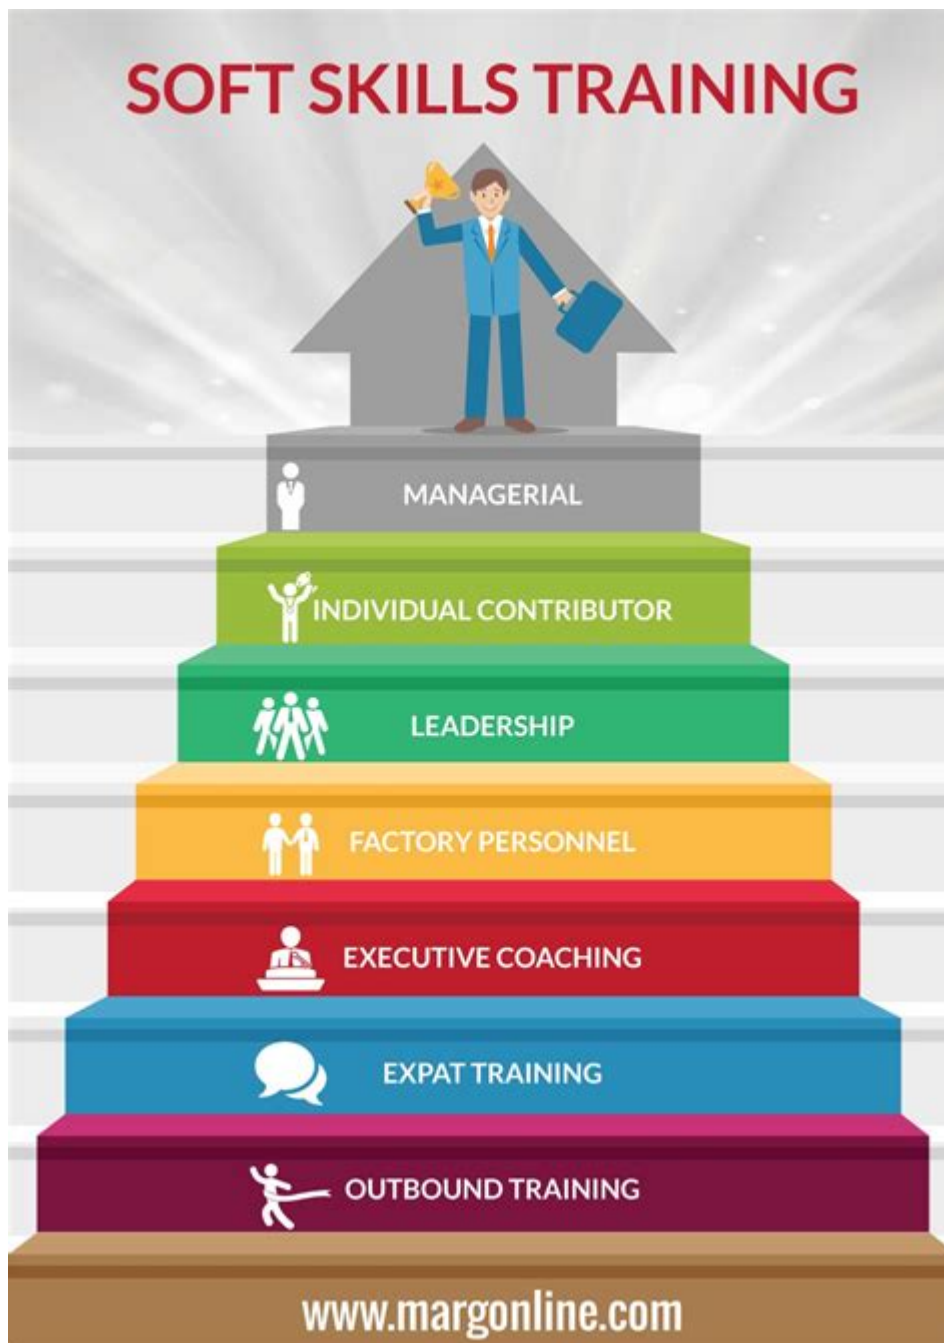 SOFT SKILLS TRAINING
MANAGERIAL
INDIVIDUAL CONTRIBUTOR
LEADERSHIP
FACTORY PERSONNEL
EXECUTIVE COACHING
EXPAT TRAINING
OUTBOUND TRAINING
www.margonline.com